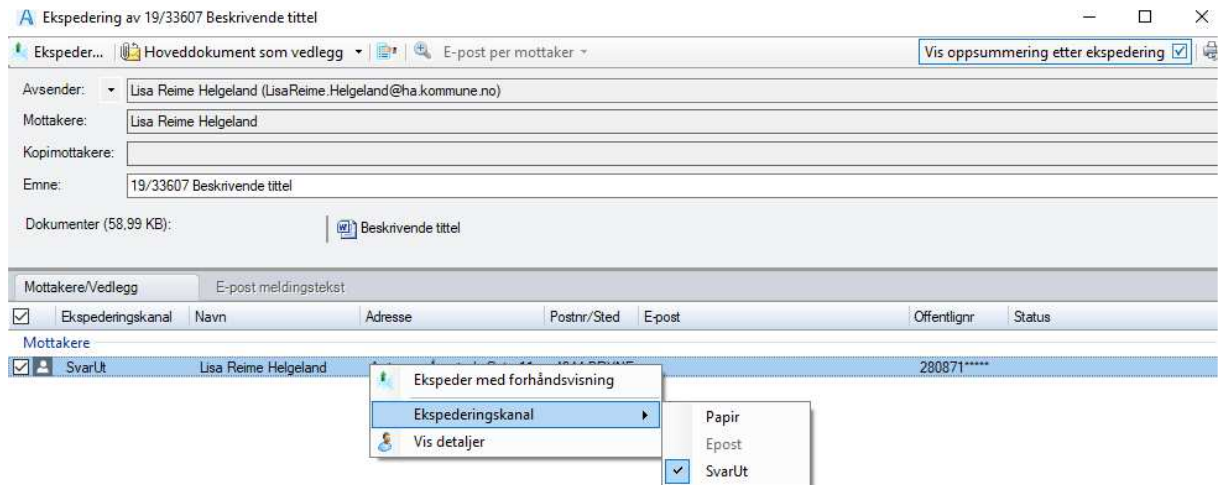 Ekspedering av 19/33607 Beskrivende tittel
Ekspeder... Hoveddokument som vedlegg E-post per mottaker Vis oppsummering etter ekspedering
Avsender: Lisa Reime Helgeland (LisaReime.Helgeland@ha.kommune.no)
Mottakere: Lisa Reime Helgeland
Kopimottakere:
Emne: 19/33607 Beskrivende tittel
Dokumenter (58,99 KB): Beskrivende tittel
Mottakere/Vedlegg E-post meldingstekst
Ekspederingskanal Navn Adresse Postnr/Sted E-post Offentlignr Status
Mottakere
SvarUt Lisa Reime Helgeland 280871*****
Ekspeder med forhåndsvisning
Ekspederingskanal Papir
Vis detaljer Epost
SvarUt